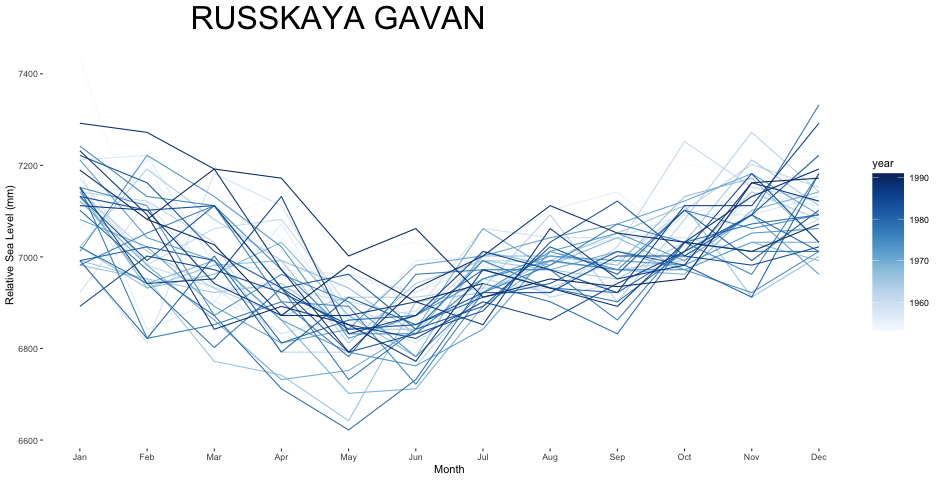 RUSSKAYA GAVAN
7400
7200
7000
6800
6600
Relative Sea Level (mm)
Jan Feb Mar Apr May Jun Jul Aug Sep Oct Nov Dec
Month
year
1990
1980
1970
1960